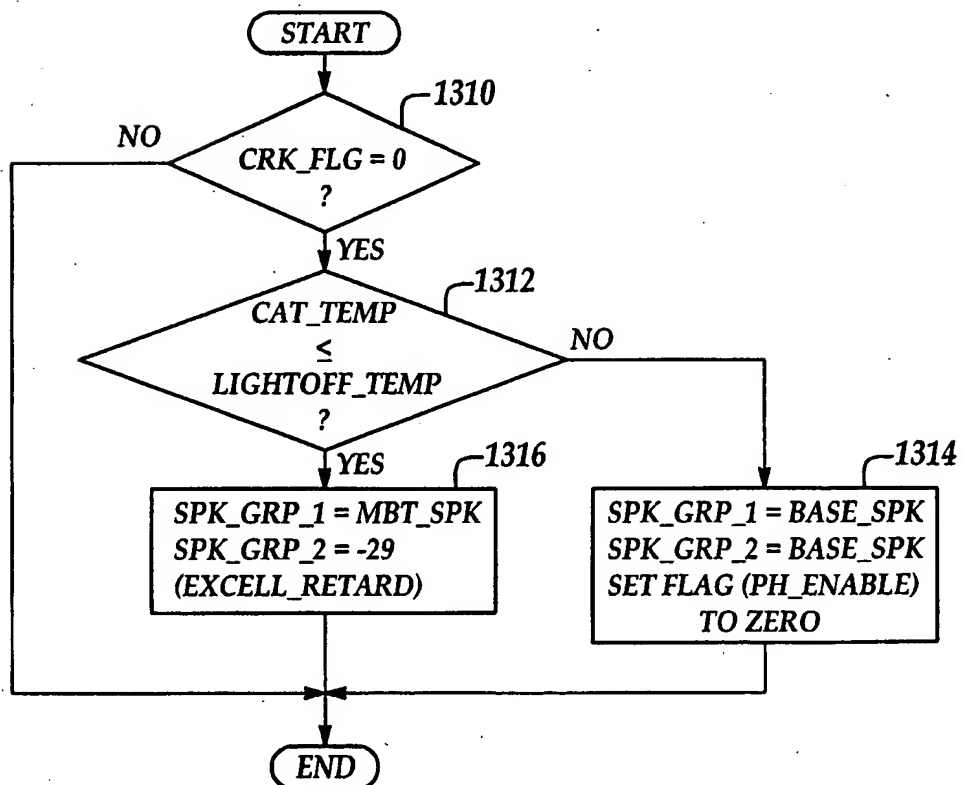 START
1310
NO
CRK_FLG = 0
?
YES
1312
CAT_TEMP
≤
LIGHTOFF_TEMP
?
NO
YES
1316
SPK_GRP_1 = MBT_SPK
SPK_GRP_2 = -29
(EXCELL_RETARD)
1314
SPK_GRP_1 = BASE_SPK
SPK_GRP_2 = BASE_SPK
SET FLAG (PH_ENABLE)
TO ZERO
END